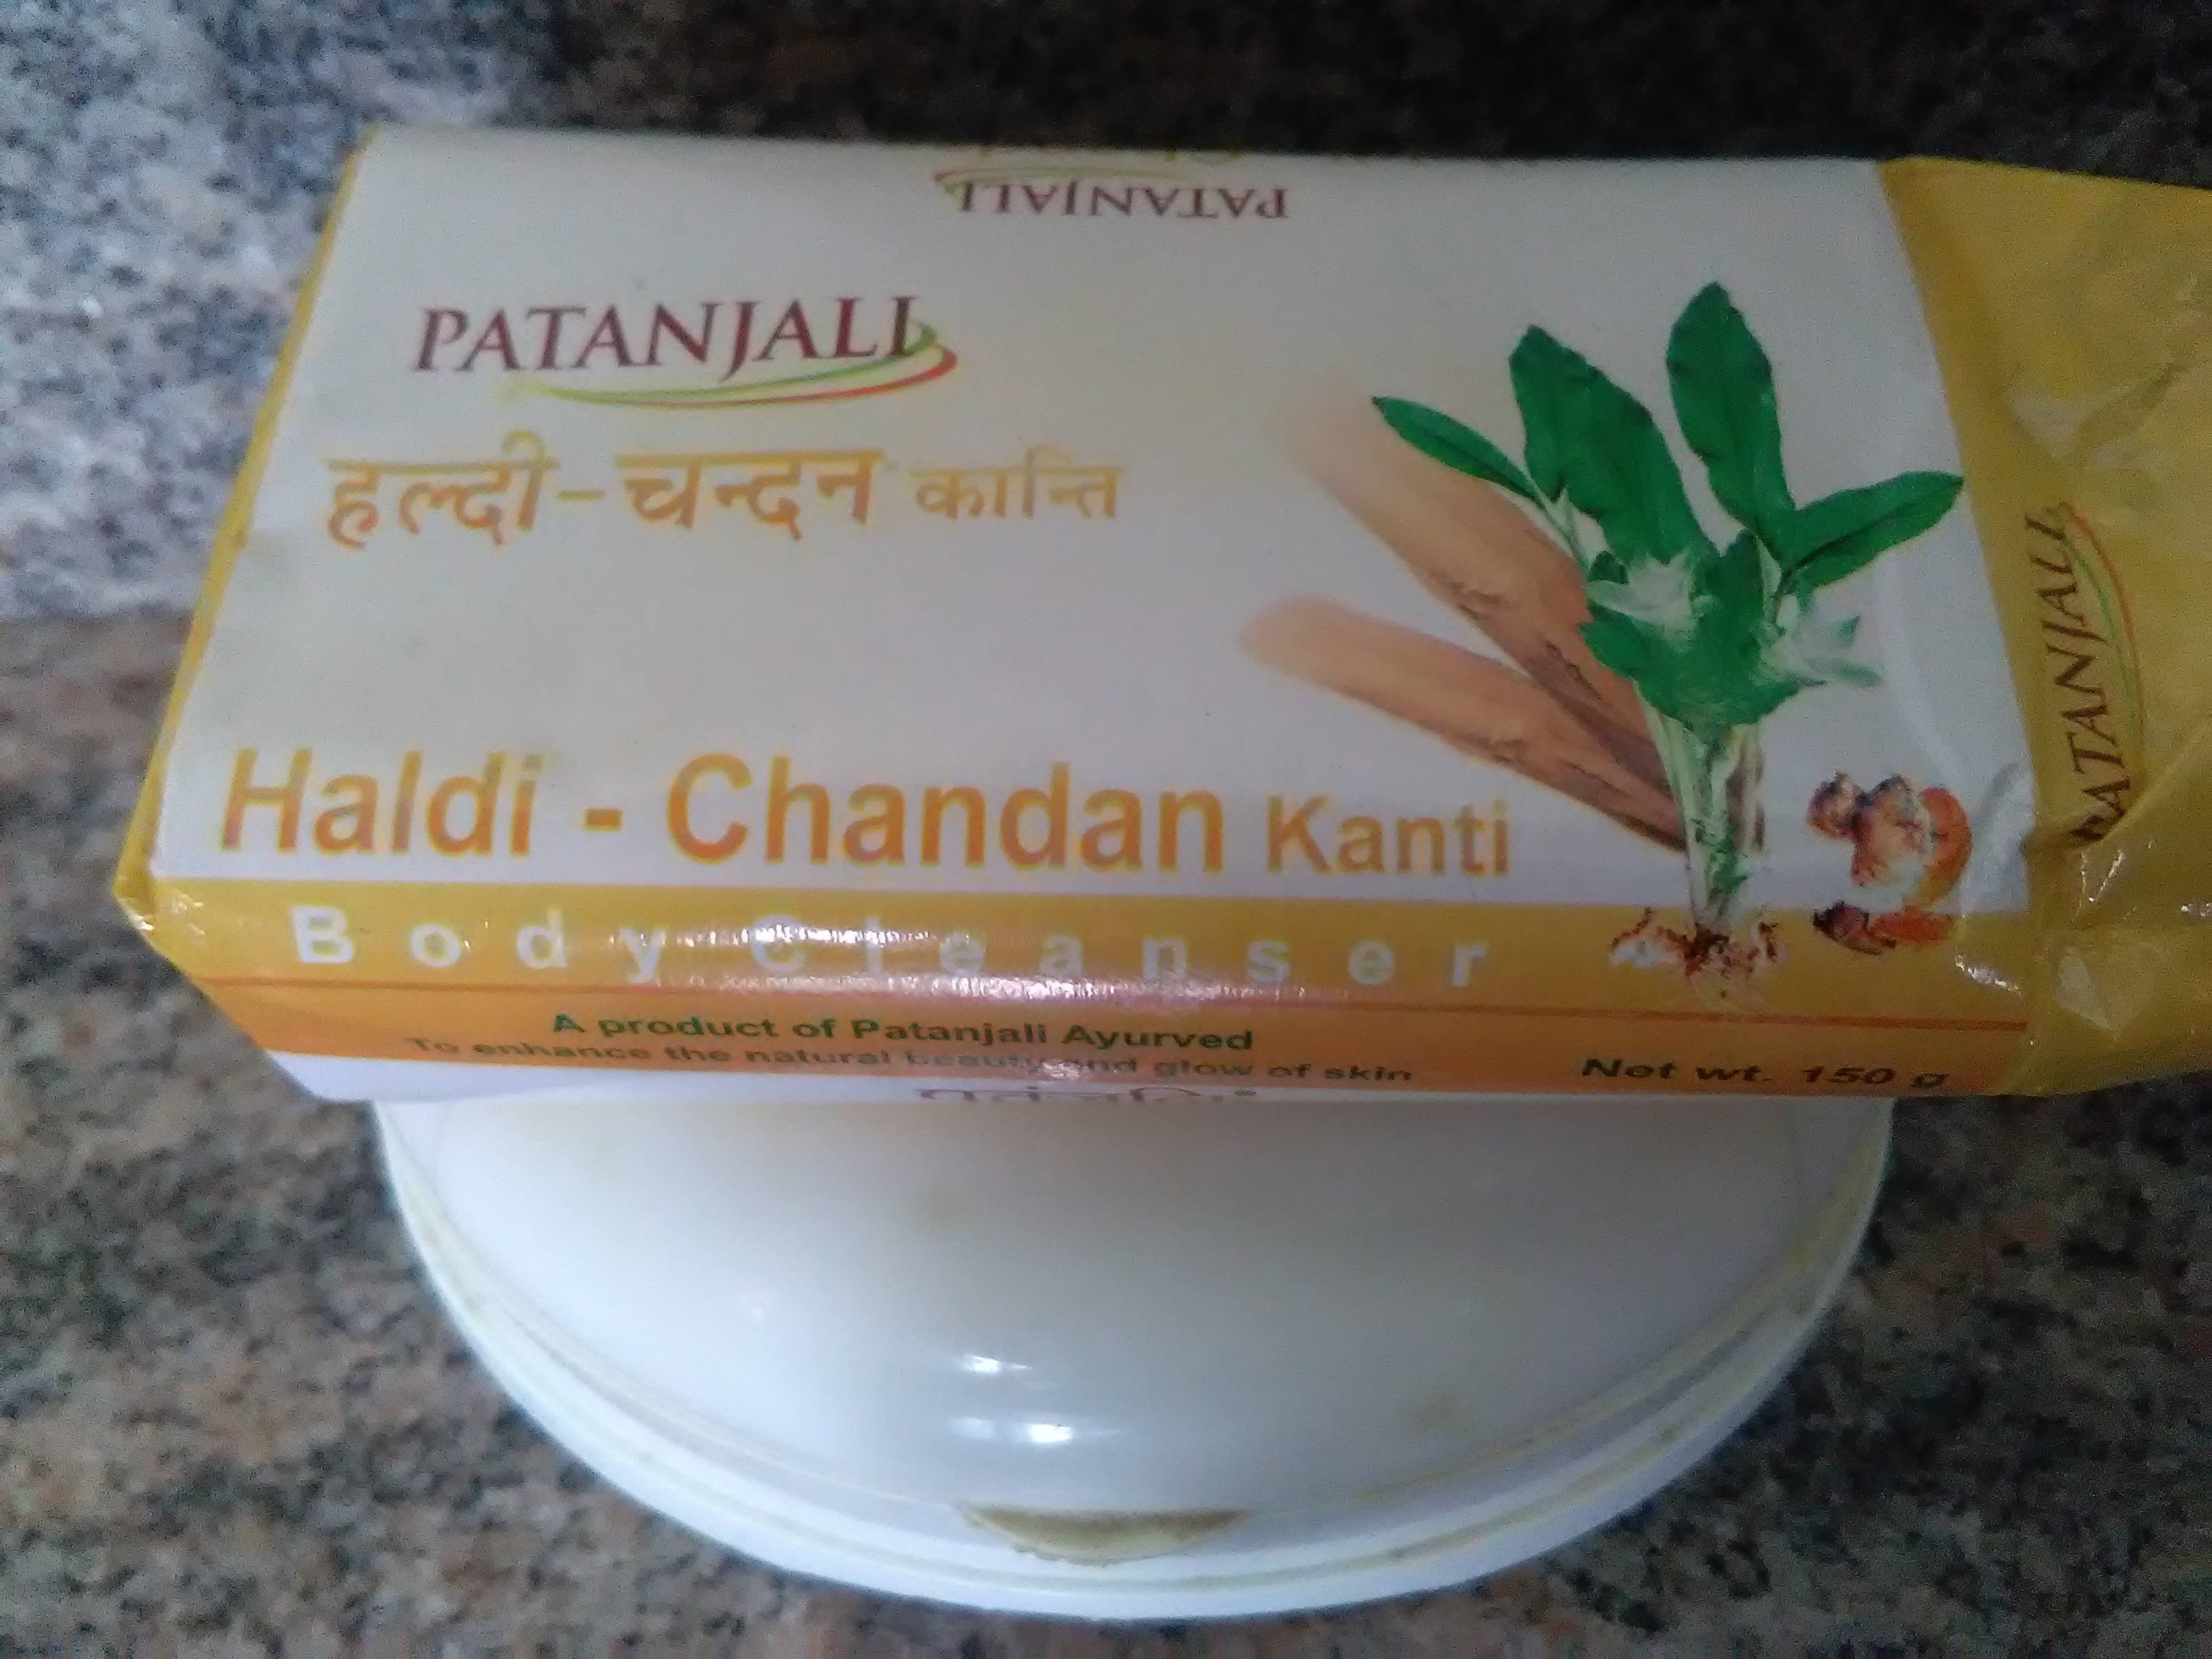 PATANJALI
PATANJALI
हल्दी-चन्दन कान्ति
Haldi - Chandan Kanti
Body Cleanser
A product of Patanjali Ayurved
To enhance the natural beauty and glow of skin
Net wt. 150 g
PATANJALI